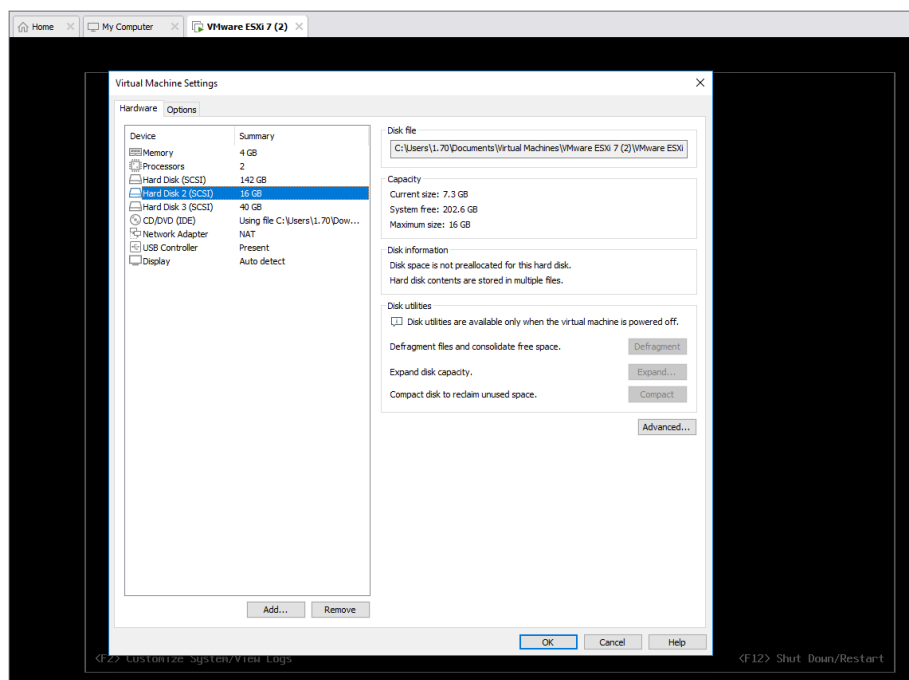 Home
My Computer
VMware ESXi 7 (2)
Virtual Machine Settings
Hardware
Options
Device Summary
Memory 4 GB
Processors 2
Hard Disk (SCSI) 142 GB
Hard Disk 2 (SCSI) 16 GB
Hard Disk 3 (SCSI) 40 GB
CD/DVD (IDE) Using file C:\Users\1.70\Dow...
Network Adapter NAT
USB Controller Present
Display Auto detect
Add...
Remove
Disk file
C:\Users\1.70\Documents\Virtual Machines\VMware ESXi 7 (2)\VMware ESXi
Capacity
Current size: 7.3 GB
System free: 202.6 GB
Maximum size: 16 GB
Disk information
Disk space is not preallocated for this hard disk.
Hard disk contents are stored in multiple files.
Disk utilities
Disk utilities are available only when the virtual machine is powered off.
Defragment files and consolidate free space. Defragment
Expand disk capacity. Expand...
Compact disk to reclaim unused space. Compact
Advanced...
OK
Cancel
Help
<F2> Customize System/View Logs
<F12> Shut Down/Restart